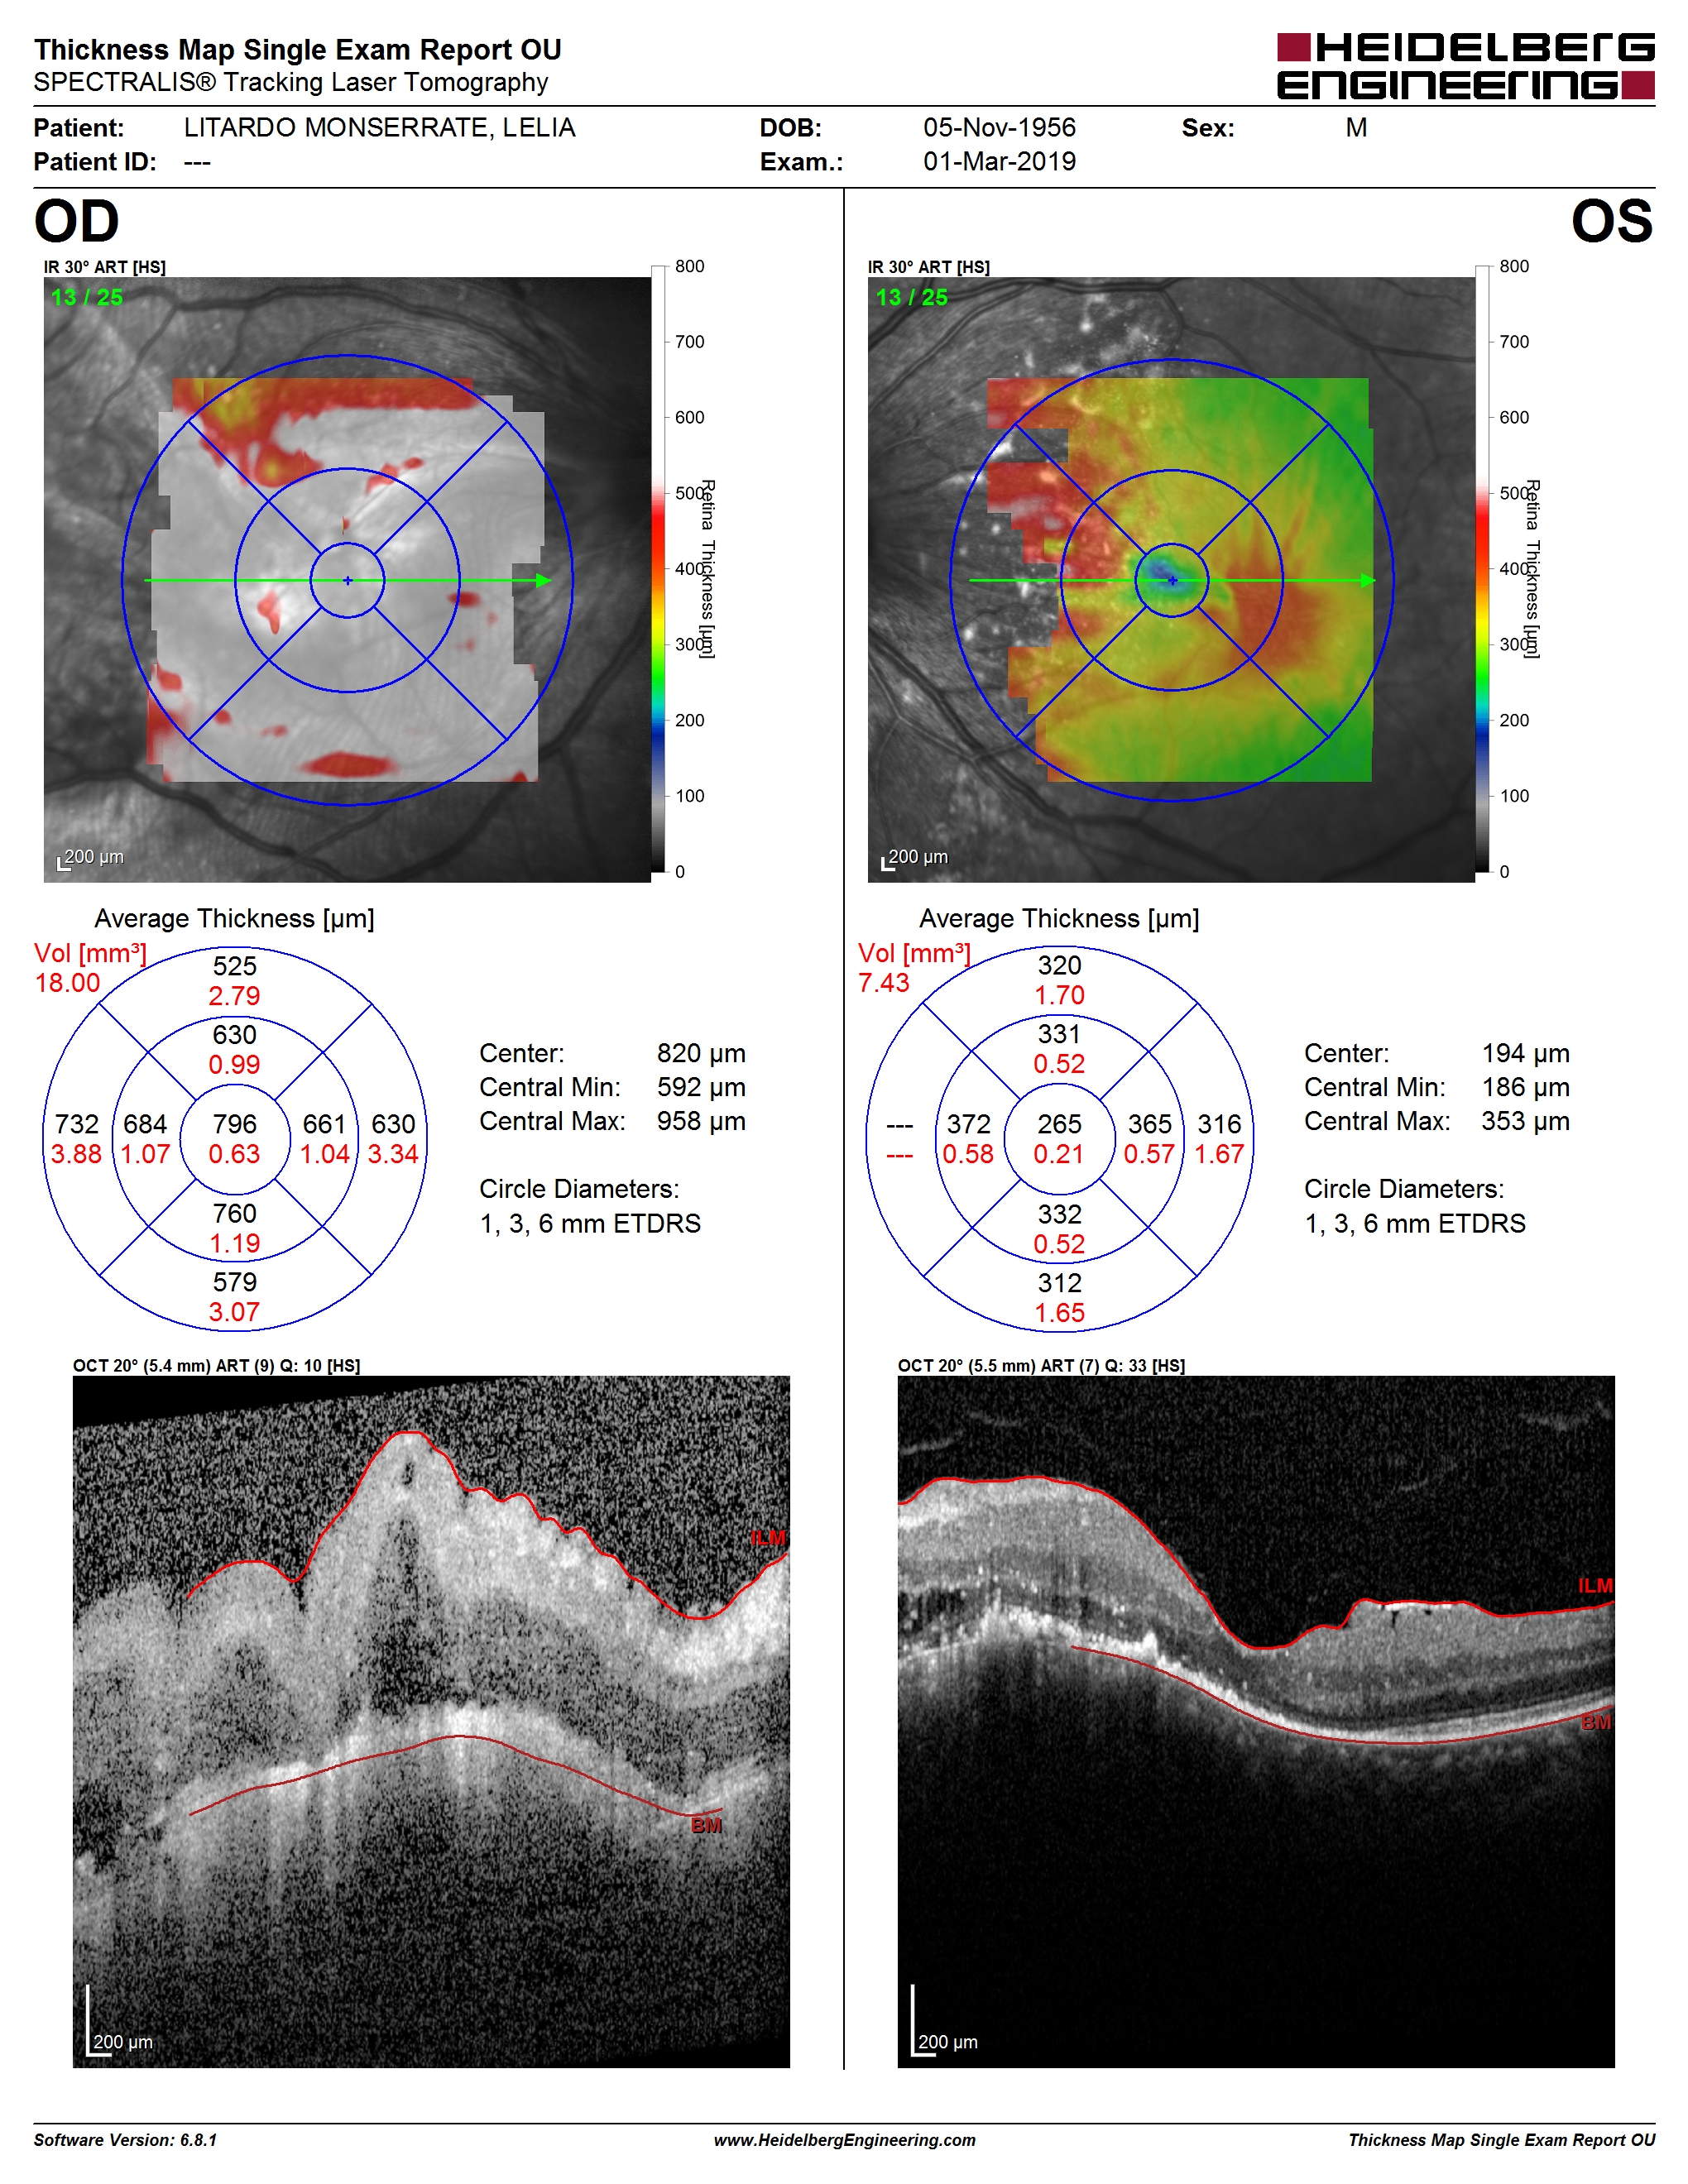 Thickness Map Single Exam Report OU
SPECTRALIS® Tracking Laser Tomography
HEIDELBERG
ENGINEERING
Patient: LITARDO MONSERRATE, LELIA DOB: 05-Nov-1956 Sex: M
Patient ID: --- Exam.: 01-Mar-2019
OD
IR 30° ART [HS]
13 / 25
200 µm
800
700
600
500
400
300
200
100
0
Retina Thickness [µm]
Average Thickness [µm]
Vol [mm³]
18.00
525
2.79
630
0.99
732 684 796 661 630
3.88 1.07 0.63 1.04 3.34
760
1.19
579
3.07
Center: 820 µm
Central Min: 592 µm
Central Max: 958 µm
Circle Diameters:
1, 3, 6 mm ETDRS
OCT 20° (5.4 mm) ART (9) Q: 10 [HS]
ILM
BM
200 µm
OS
IR 30° ART [HS]
13 / 25
200 µm
800
700
600
500
400
300
200
100
0
Retina Thickness [µm]
Average Thickness [µm]
Vol [mm³]
7.43
320
1.70
331
0.52
--- 372 265 365 316
--- 0.58 0.21 0.57 1.67
332
0.52
312
1.65
Center: 194 µm
Central Min: 186 µm
Central Max: 353 µm
Circle Diameters:
1, 3, 6 mm ETDRS
OCT 20° (5.5 mm) ART (7) Q: 33 [HS]
ILM
BM
200 µm
Software Version: 6.8.1 www.HeidelbergEngineering.com Thickness Map Single Exam Report OU